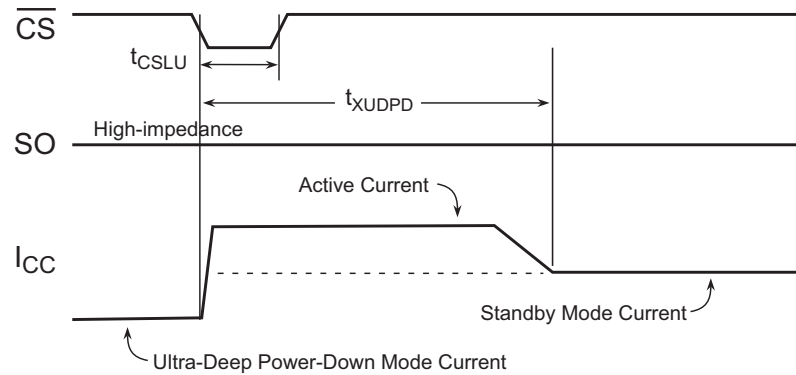 CS
tCSLU
tXUDPD
High-impedance
SO
Active Current
ICC
Standby Mode Current
Ultra-Deep Power-Down Mode Current